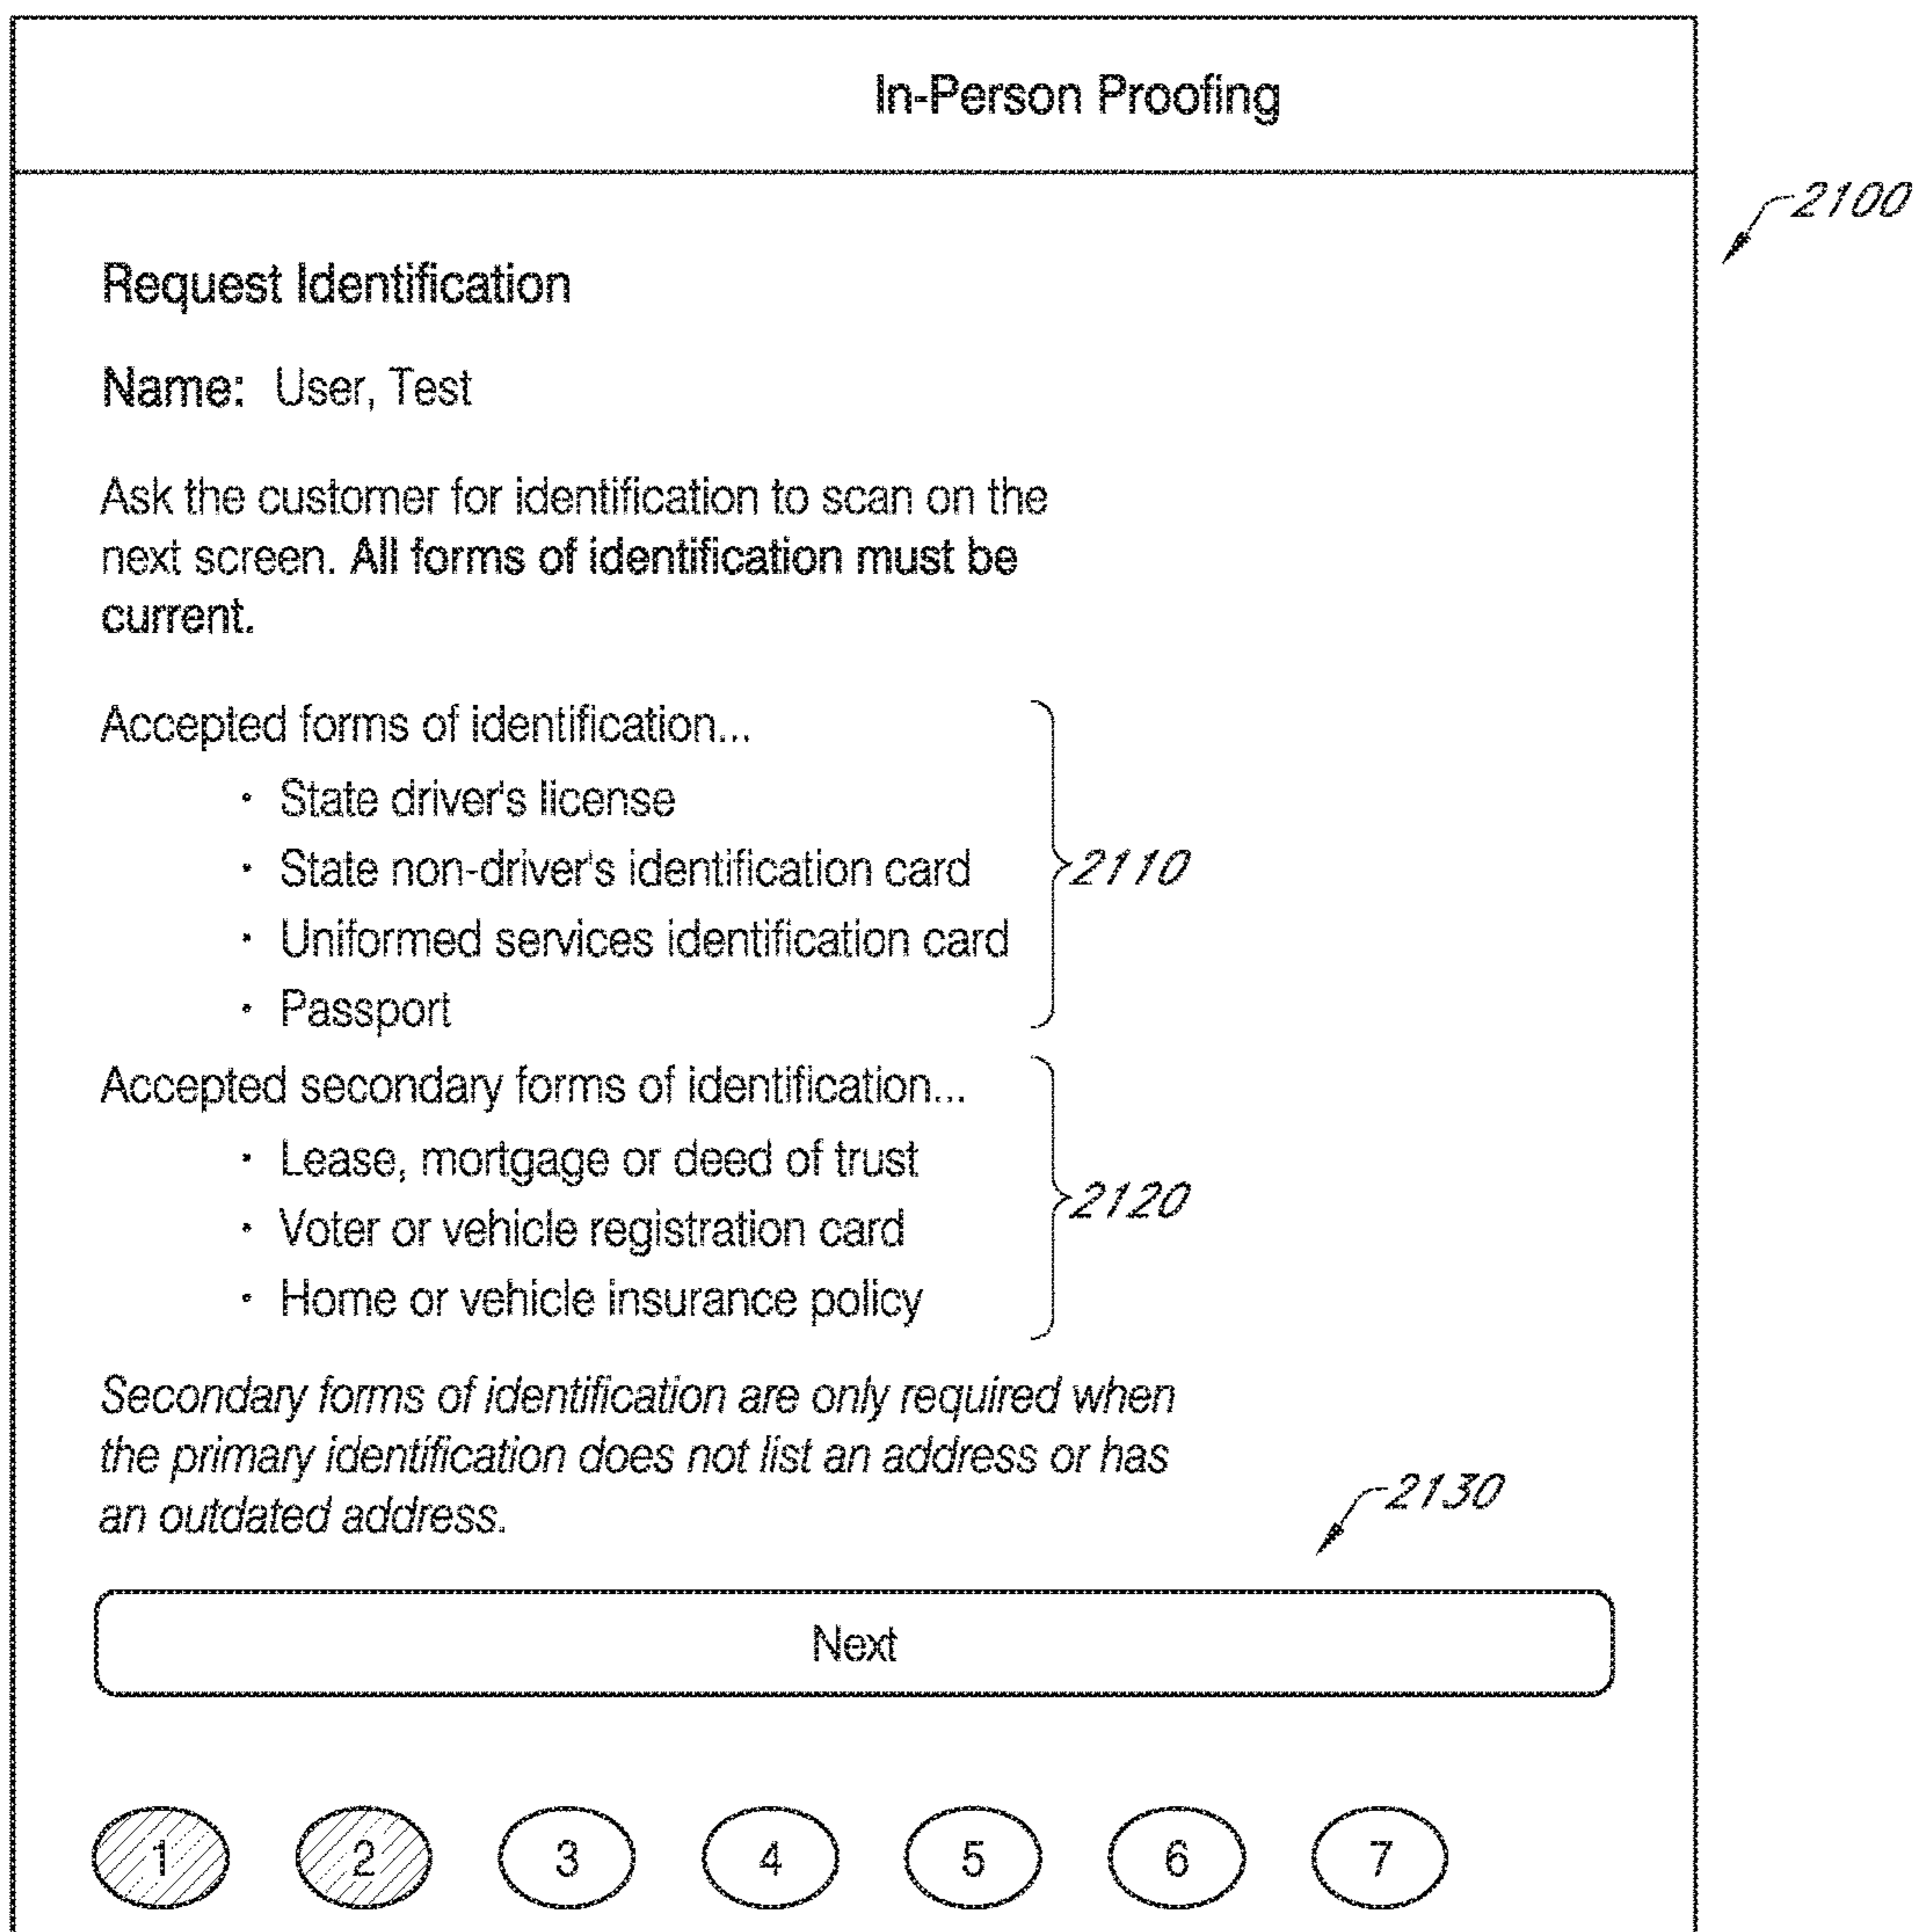 In-Person Proofing
2100
Request Identification
Name: User, Test
Ask the customer for identification to scan on the
next screen. All forms of identification must be
current.
Accepted forms of identification...
· State driver's license
· State non-driver's identification card
2110
· Uniformed services identification card
· Passport
Accepted secondary forms of identification...
· Lease, mortgage or deed of trust
2120
· Voter or vehicle registration card
· Home or vehicle insurance policy
Secondary forms of identification are only required when
the primary identification does not list an address or has
an outdated address.
2130
Next
1 2 3 4 5 6 7